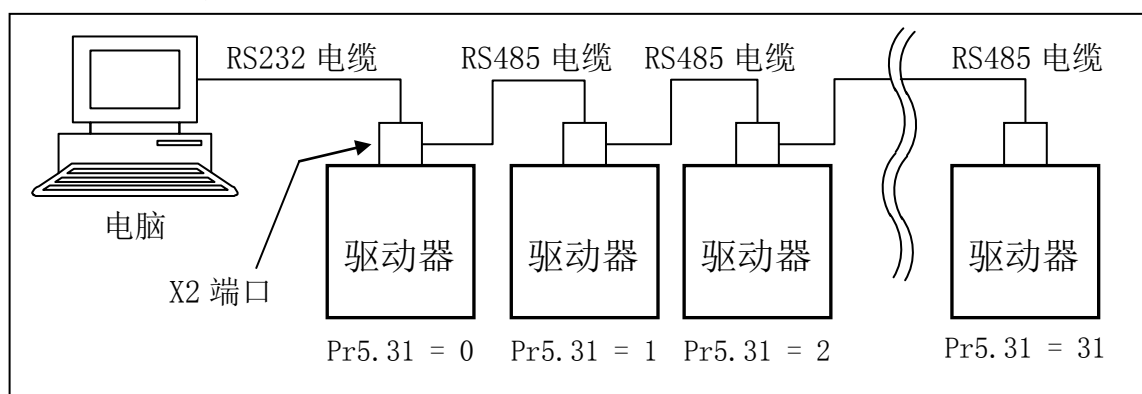 RS232 电缆
RS485 电缆
RS485 电缆
RS485 电缆
电脑
X2 端口
驱动器
驱动器
驱动器
驱动器
Pr5.31 = 0
Pr5.31 = 1
Pr5.31 = 2
Pr5.31 = 31